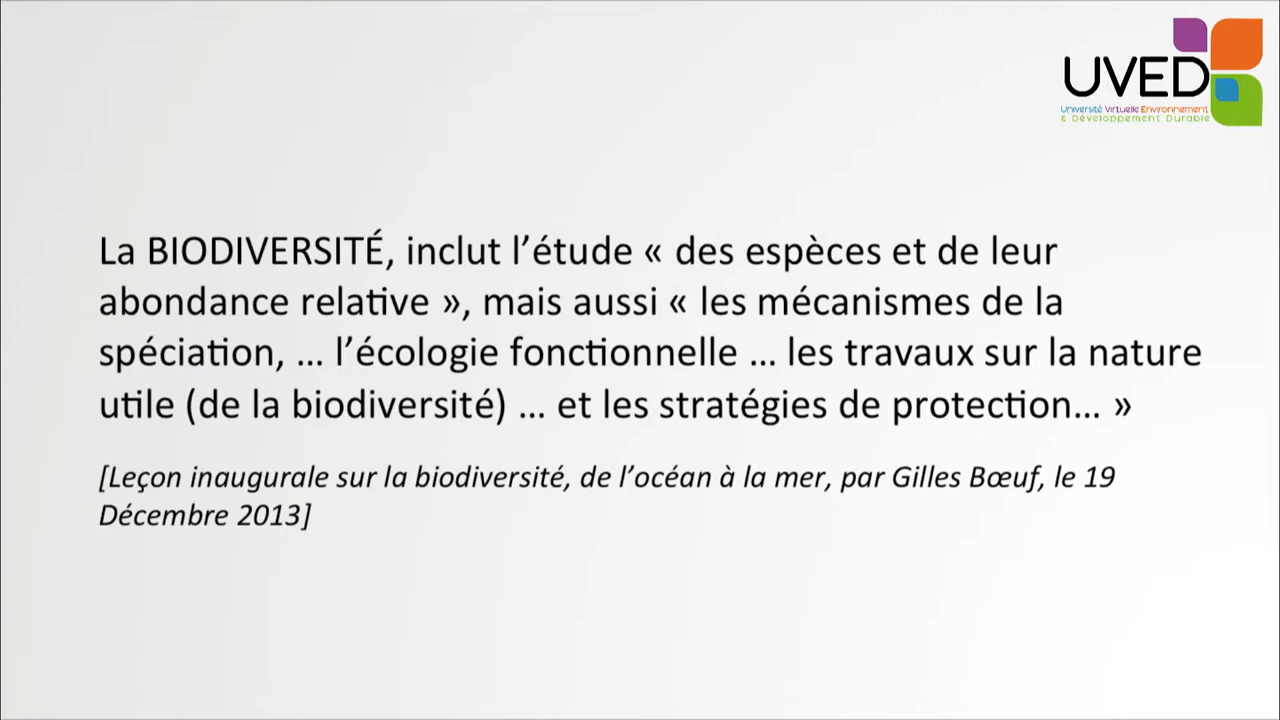 UVED
Université Virtuelle Environnement
& Développement Durable
La BIODIVERSITÉ, inclut l’étude « des espèces et de leur
abondance relative », mais aussi « les mécanismes de la
spéciation, … l’écologie fonctionnelle … les travaux sur la nature
utile (de la biodiversité) … et les stratégies de protection… »
[Leçon inaugurale sur la biodiversité, de l’océan à la mer, par Gilles Bœuf, le 19
Décembre 2013]